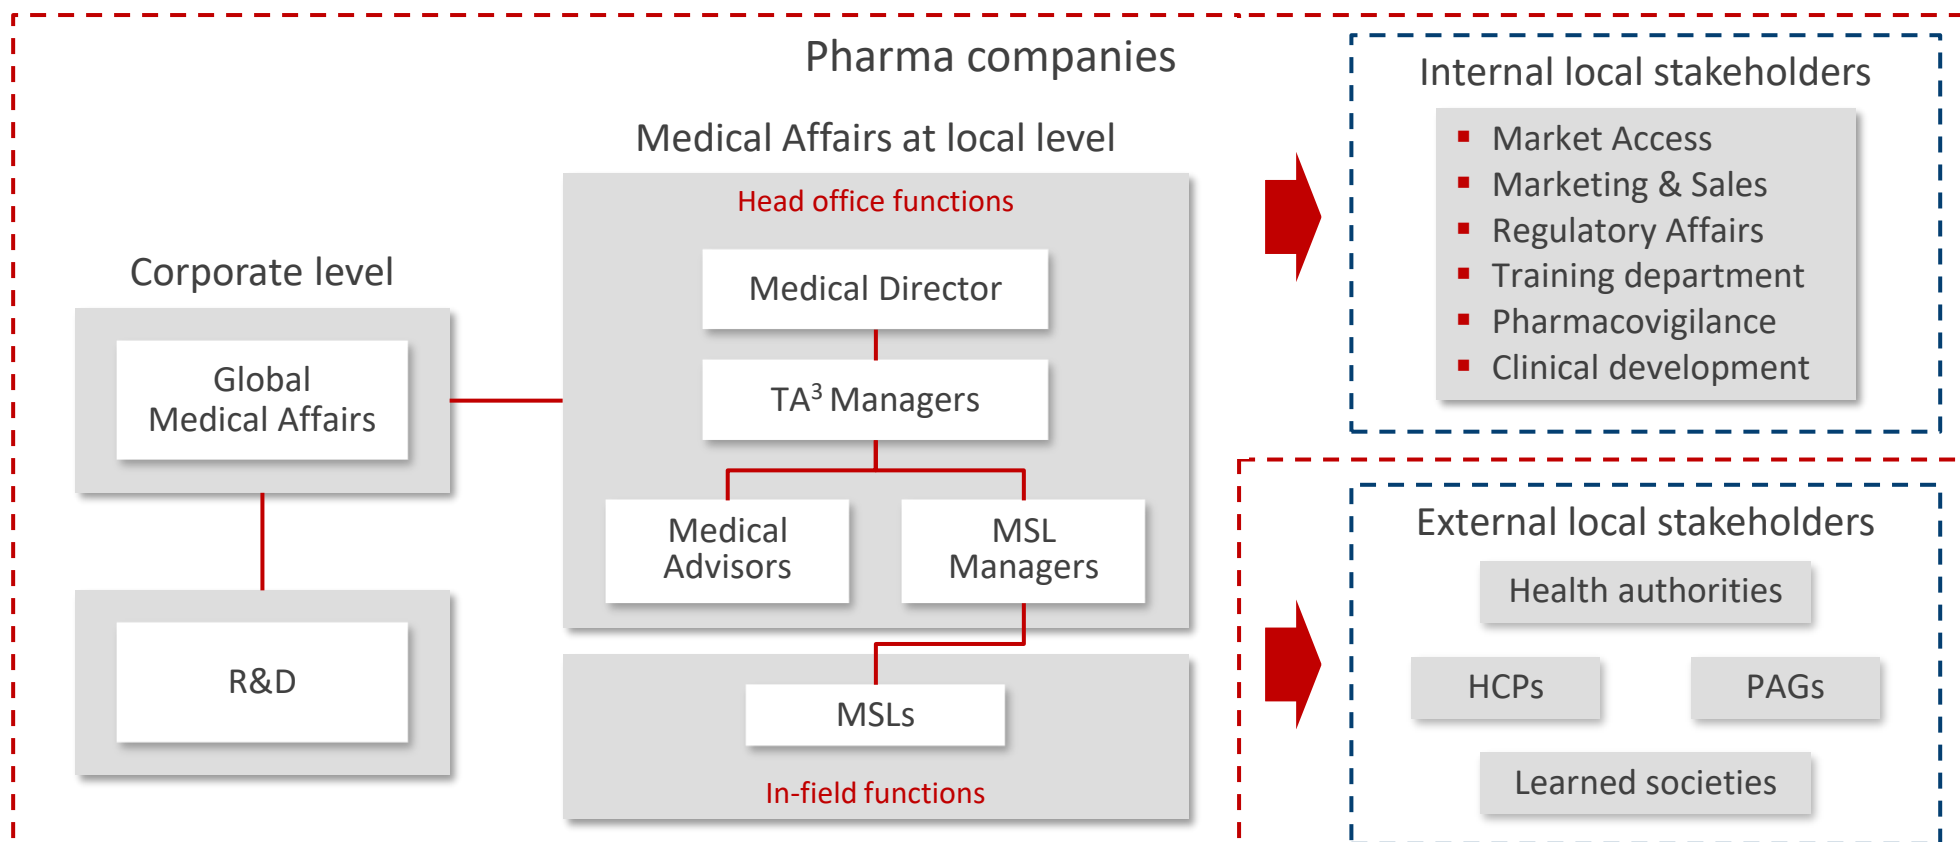 Pharma companies
Corporate level
Global
Medical Affairs
R&D
Medical Affairs at local level
Head office functions
Medical Director
TA³ Managers
Medical
Advisors
MSL
Managers
MSLs
In-field functions
Internal local stakeholders
▪ Market Access
▪ Marketing & Sales
▪ Regulatory Affairs
▪ Training department
▪ Pharmacovigilance
▪ Clinical development
External local stakeholders
Health authorities
HCPs
PAGs
Learned societies